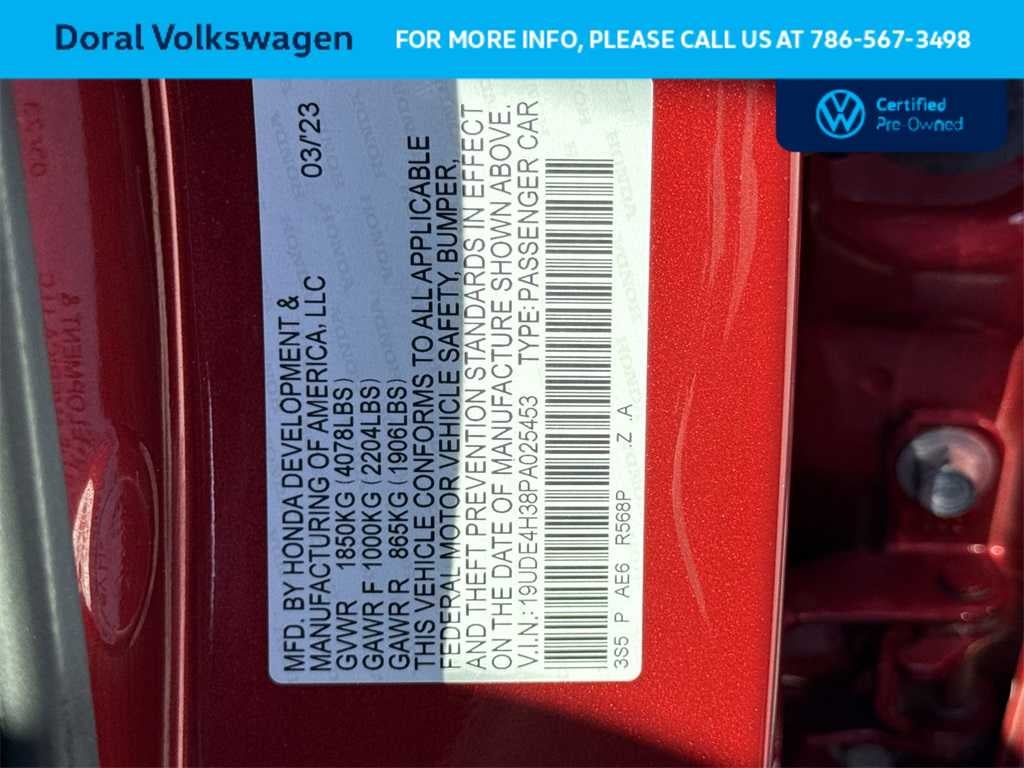 Doral Volkswagen
FOR MORE INFO, PLEASE CALL US AT 786-567-3498
Certified
Pre-Owned
MFD. BY HONDA DEVELOPMENT &
MANUFACTURING OF AMERICA, LLC 03/'23
GVWR 1850KG (4078LBS)
GAWR F 1000KG (2204LBS)
GAWR R 865KG (1906LBS)
THIS VEHICLE CONFORMS TO ALL APPLICABLE
FEDERAL MOTOR VEHICLE SAFETY, BUMPER,
AND THEFT PREVENTION STANDARDS IN EFFECT
ON THE DATE OF MANUFACTURE SHOWN ABOVE.
V.I.N.:19UDE4H38PA025453 TYPE: PASSENGER CAR
3S5 P AE6 R568P .Z .A